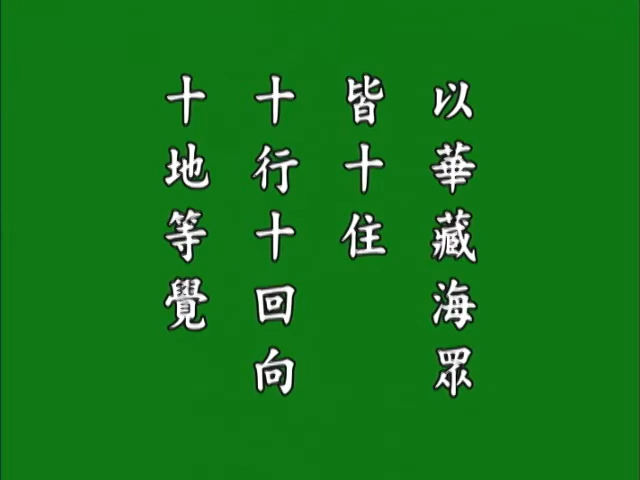 以華藏海眾
皆十住
十行十回向
十地等覺